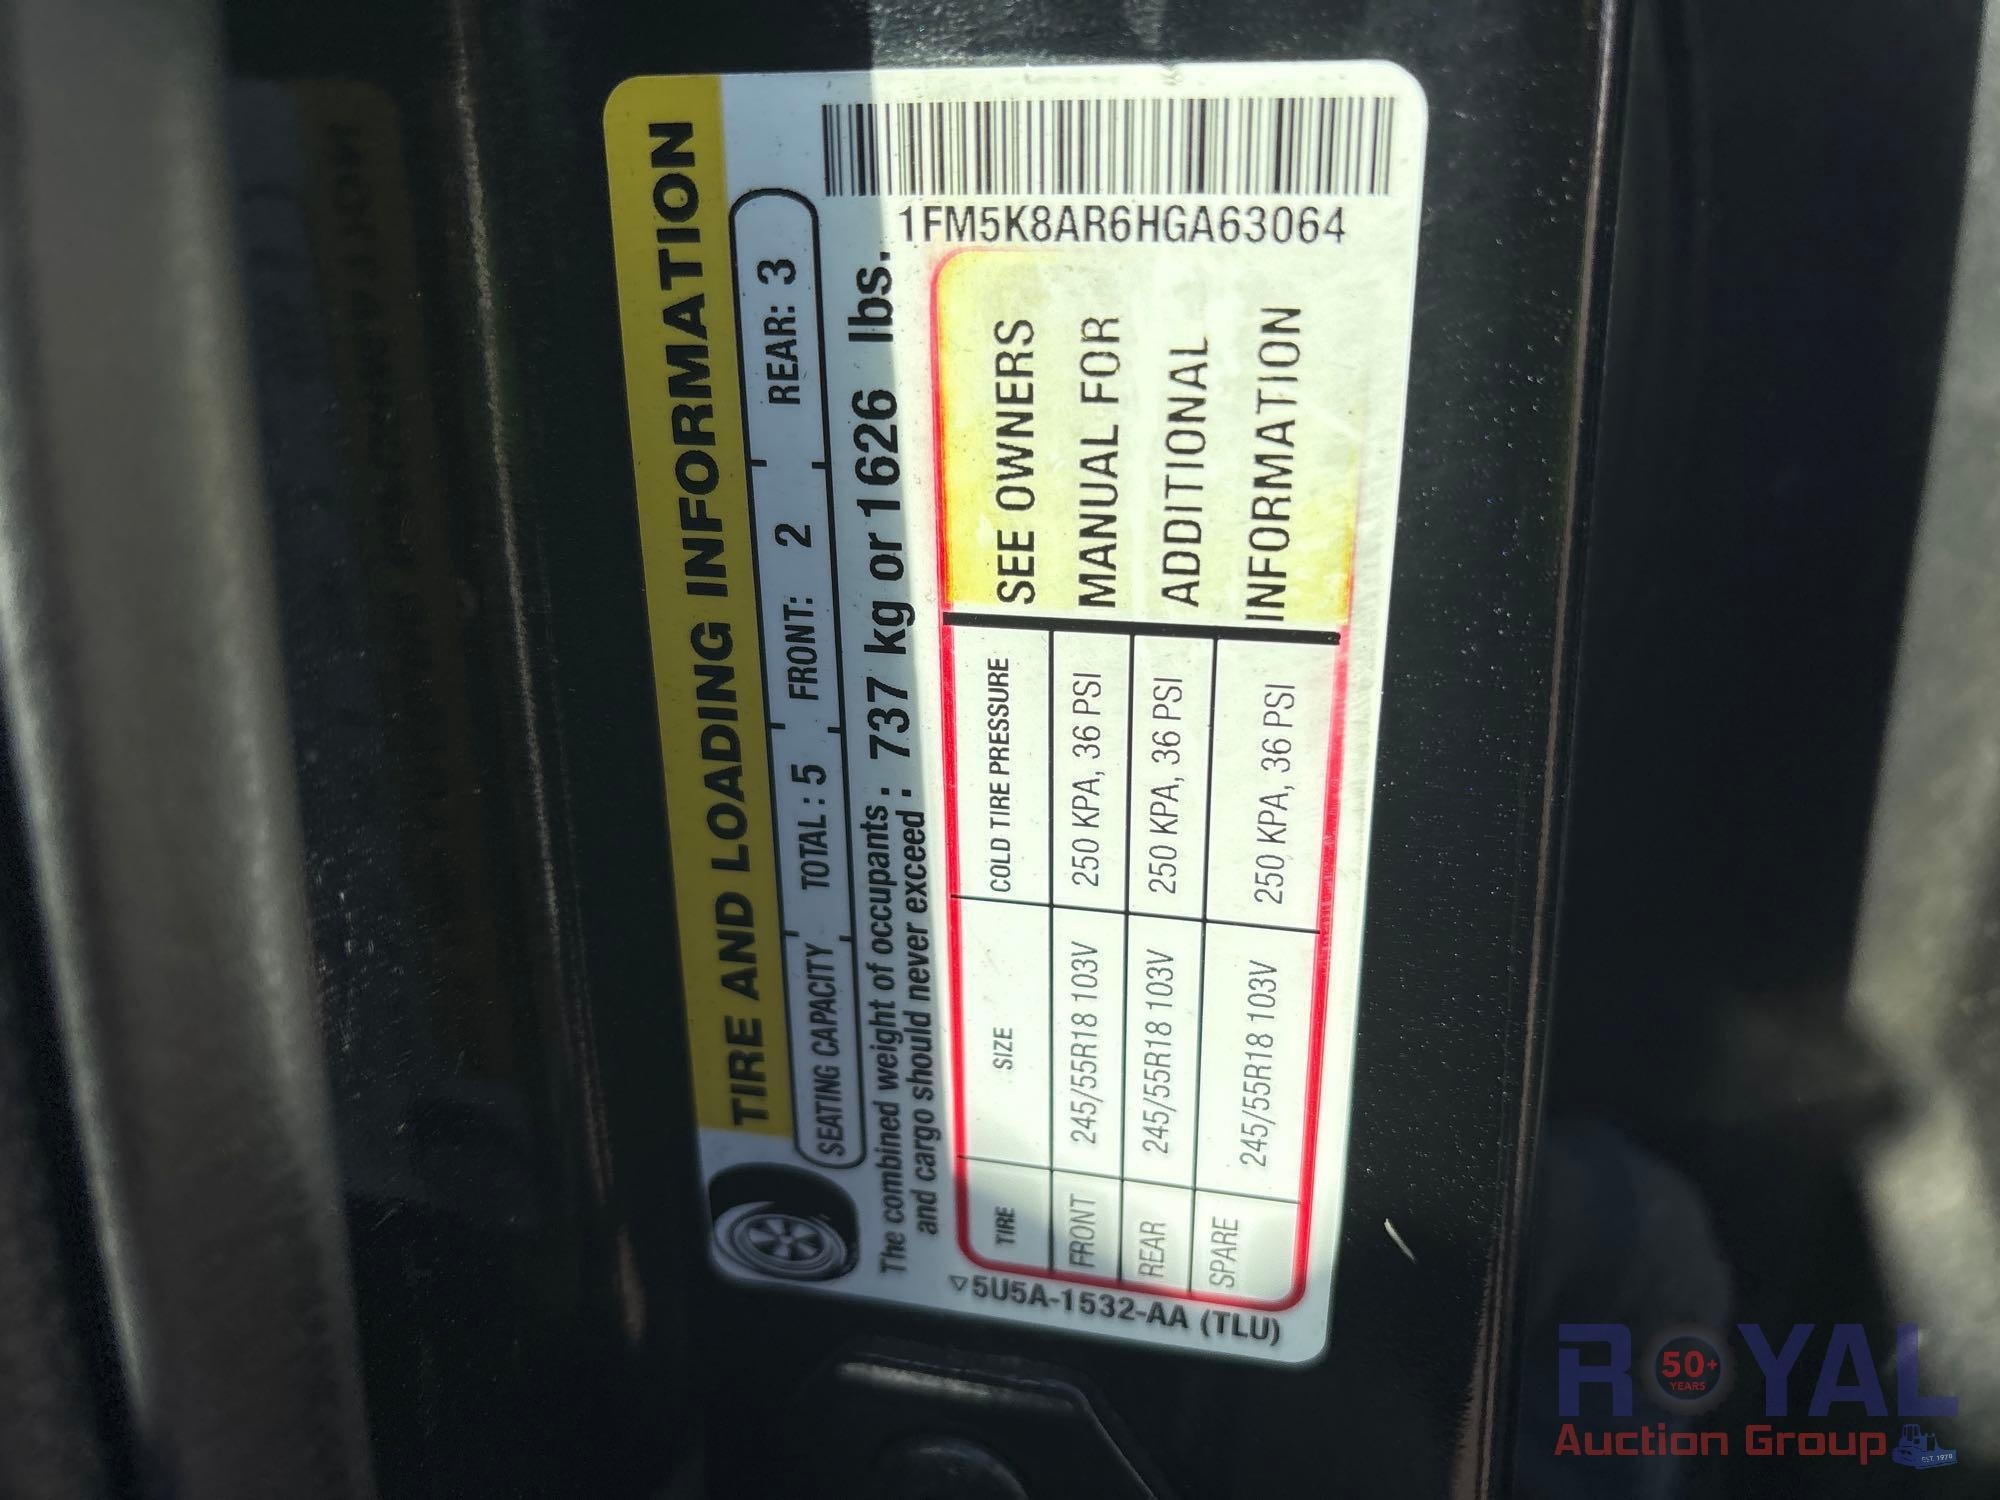 TIRE AND LOADING INFORMATION
SEATING CAPACITY TOTAL : 5 FRONT: 2 REAR: 3
The combined weight of occupants and cargo should never exceed : 737 kg or 1626 lbs.
TIRE SIZE COLD TIRE PRESSURE
FRONT 245/55R18 103V 250 KPA, 36 PSI
REAR 245/55R18 103V 250 KPA, 36 PSI
SPARE 245/55R18 103V 250 KPA, 36 PSI
SEE OWNERS
MANUAL FOR
ADDITIONAL
INFORMATION
1FM5K8AR6HGA63064
5U5A-1532-AA (TLU)
ROYAL
50+
YEARS
Auction Group
EST. 1970